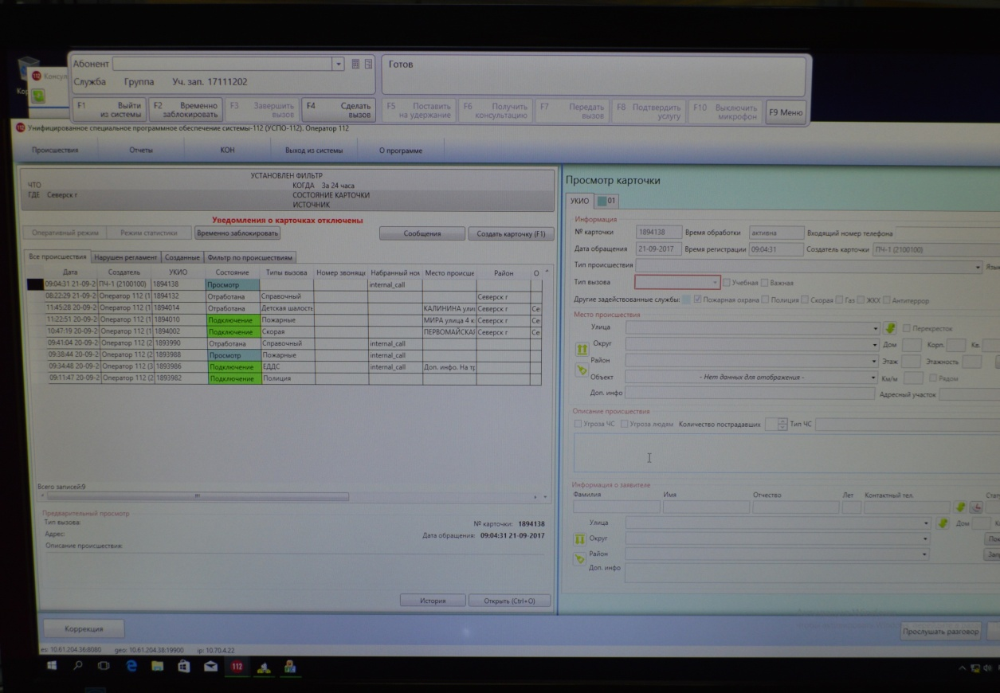 Абонент
Готов
Служба Группа Уч. зап. 17111202
F1 Выйти из системы
F2 Временно заблокировать
F3 Завершить вызов
F4 Сделать вызов
F5 Поставить на удержание
F6 Получить консультацию
F7 Передать вызов
F8 Подтвердить услугу
F10 Выключить микрофон
F9 Меню
112 Унифицированное специальное программное обеспечение системы-112 (УСПО-112). Оператор 112
Происшествия Отчеты КОН Выход из системы О программе
УСТАНОВЛЕН ФИЛЬТР
ЧТО КОГДА За 24 часа
ГДЕ Северск г СОСТОЯНИЕ КАРТОЧКИ
ИСТОЧНИК
Уведомления о карточках отключены
Оперативный режим Режим статистики Временно заблокировать Сообщения Создать карточку (F1)
Все происшествия Нарушен регламент Созданные Фильтр по происшествиям
Дата Создатель УКИО Состояние Типы вызова Номер звонящ Набранный ном Место происше Район О
09:04:31 21-09-2 ПЧ-1 (2100100) 1894138 Просмотр internal_call
08:22:29 21-09-2 Оператор 112 (1 1894132 Отработана Справочный Северск г
11:45:28 20-09-2 Оператор 112 (1 1894014 Отработана Детская шалость КАЛИНИНА ули Северск г Се
11:22:51 20-09-2 Оператор 112 (1 1894010 Подключение Пожарные МИРА улица 4 к Северск г Се
10:47:19 20-09-2 Оператор 112 (1 1894002 Подключение Скорая ПЕРВОМАЙСКАЯ Северск г Се
09:41:04 20-09-2 Оператор 112 (2 1893990 Отработана Справочный internal_call
09:38:44 20-09-2 Оператор 112 (2 1893988 Просмотр Пожарные internal_call
09:34:48 20-09-2 Оператор 112 (3 1893986 Подключение ЕДДС internal_call Доп. инфо. На тр
09:11:47 20-09-2 Оператор 112 (2 1893982 Подключение Полиция
Всего записей:9
Предварительный просмотр
Тип вызова: № карточки: 1894138
Адрес: Дата обращения: 09:04:31 21-09-2017
Описание происшествия:
История Открыть (Ctrl+O)
Коррекция
es: 10.61.204.36:8080 geo: 10.61.204.38:19900 ip: 10.70.4.22
Просмотр карточки
УКИО 01
Информация
№ карточки 1894138 Время обработки активна Входящий номер телефона
Дата обращения 21-09-2017 Время регистрации 09:04:31 Создатель карточки ПЧ-1 (2100100)
Тип происшествия Язык
Тип вызова Учебная Важная
Другие задействованные службы: Пожарная охрана Полиция Скорая Газ ЖКХ Антитеррор
Место происшествия
Улица Перекресток
Округ Дом Корп. Кв.
Район Этаж Этажность
Объект - Нет данных для отображения - Км/м Рядом
Доп. инфо Адресный участок
Описание происшествия
Угроза ЧС Угроза людям Количество пострадавших Тип ЧС
Информация о заявителе
Фамилия Имя Отчество Лет Контактный тел. Стат
Улица Дом
Округ
Район
Доп. инфо
Прослушать разговор
112